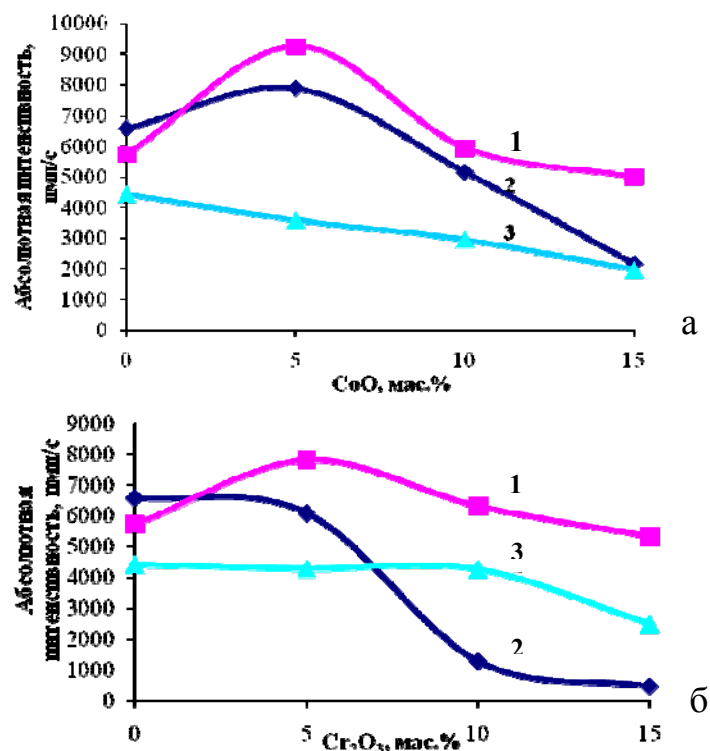 Абсолютная интенсивность,
имп/с
10000
9000
8000
7000
6000
5000
4000
3000
2000
1000
0
1
2
3
0 5 10 15
CoO, мас.%
а
Абсолютная
интенсивность, имп/с
9000
8000
7000
6000
5000
4000
3000
2000
1000
0
1
3
2
0 5 10 15
Cr₂O₃, мас.%
б